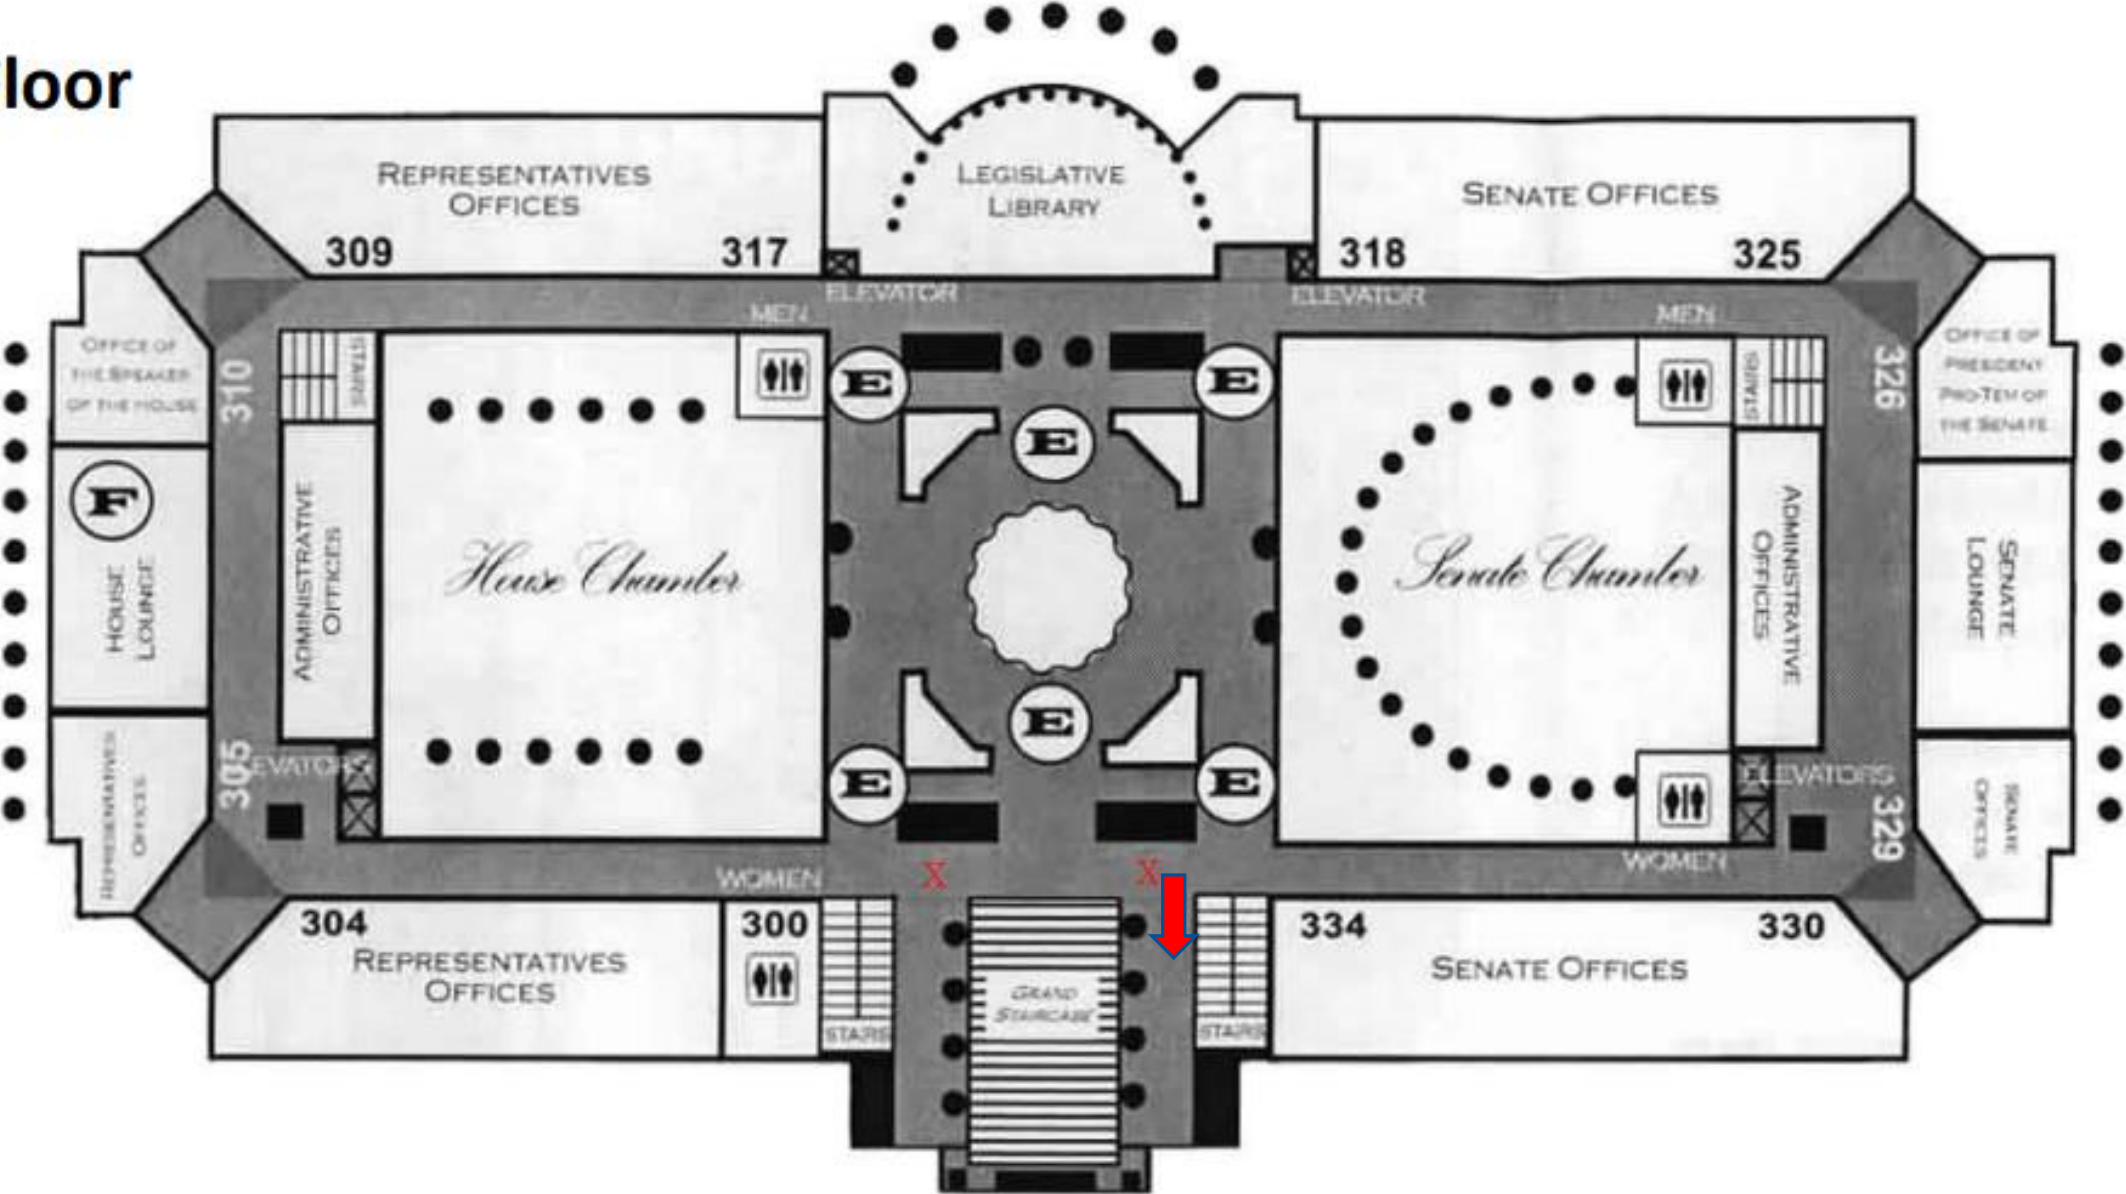 loor
REPRESENTATIVES
OFFICES
309
317
LEGISLATIVE
LIBRARY
SENATE OFFICES
318
325
ELEVATOR
ELEVATOR
MEN
MEN
OFFICE OF
THE SPEAKER
OF THE HOUSE
310
STAIRS
E
E
E
STAIRS
326
OFFICE OF
PRESIDENT
PRO-TEM OF
THE SENATE
F
HOUSE
LOUNGE
ADMINISTRATIVE
OFFICES
House Chamber
Senate Chamber
ADMINISTRATIVE
OFFICES
SENATE
LOUNGE
REPRESENTATIVES
OFFICES
305
EVATORS
E
E
E
ELEVATORS
329
SENATE
OFFICES
WOMEN
X
X
WOMEN
304
300
334
330
REPRESENTATIVES
OFFICES
SENATE OFFICES
GRAND
STAIRCASE
STAIRS
STAIRS